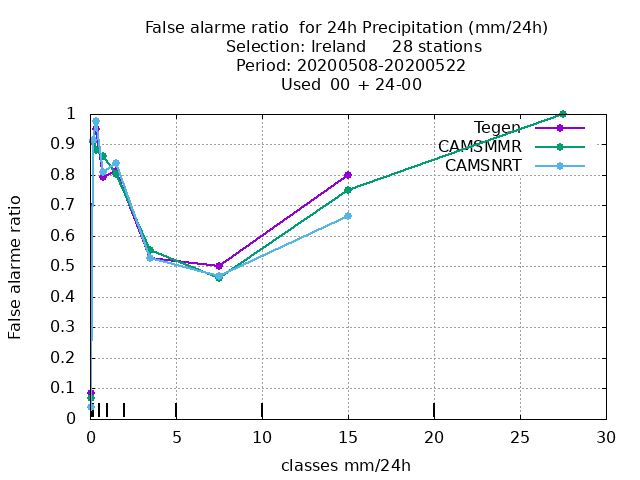 False alarme ratio  for 24h Precipitation (mm/24h)
Selection: Ireland     28 stations
Period: 20200508-20200522
Used  00 + 24-00
Tegen
CAMSMMR
CAMSNRT
1
0.9
0.8
0.7
0.6
0.5
0.4
0.3
0.2
0.1
0
False alarme ratio
0 5 10 15 20 25 30
classes mm/24h